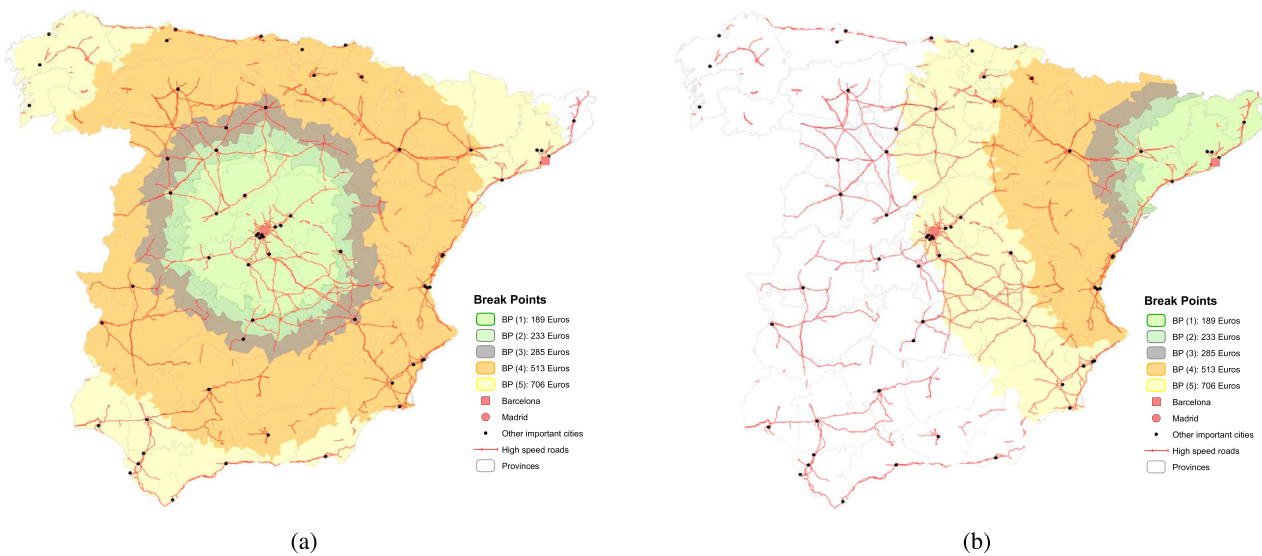 Break Points
BP (1): 189 Euros
BP (2): 233 Euros
BP (3): 285 Euros
BP (4): 513 Euros
BP (5): 706 Euros
Barcelona
Madrid
Other important cities
High speed roads
Provinces
(a)
Break Points
BP (1): 189 Euros
BP (2): 233 Euros
BP (3): 285 Euros
BP (4): 513 Euros
BP (5): 706 Euros
Barcelona
Madrid
Other important cities
High speed roads
Provinces
(b)